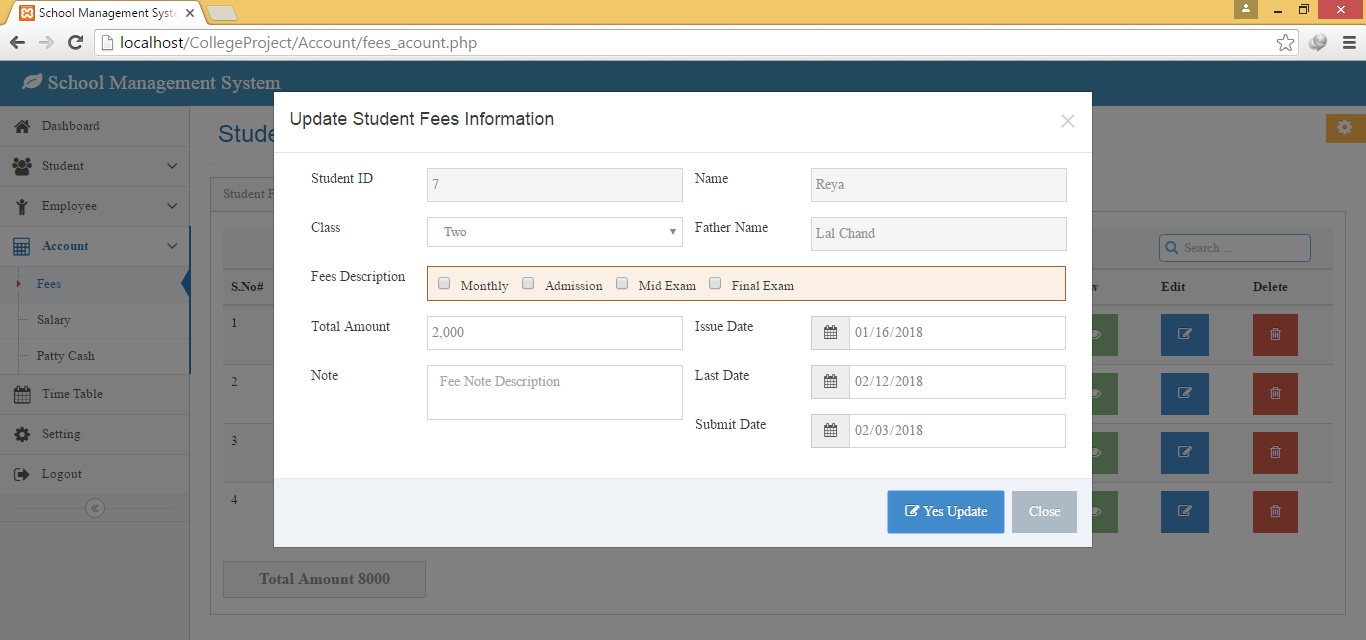 School Management Syst
localhost/CollegeProject/Account/fees_acount.php
School Management System
Dashboard
Student
Employee
Account
Fees
Salary
Patty Cash
Time Table
Setting
Logout
Stude
Student F
Search ...
S.No# w Edit Delete
1
2
3
4
Total Amount 8000
Update Student Fees Information
Student ID 7 Name Reya
Class Two Father Name Lal Chand
Fees Description Monthly Admission Mid Exam Final Exam
Total Amount 2,000 Issue Date 01/16/2018
Note Fee Note Description Last Date 02/12/2018
Submit Date 02/03/2018
Yes Update Close